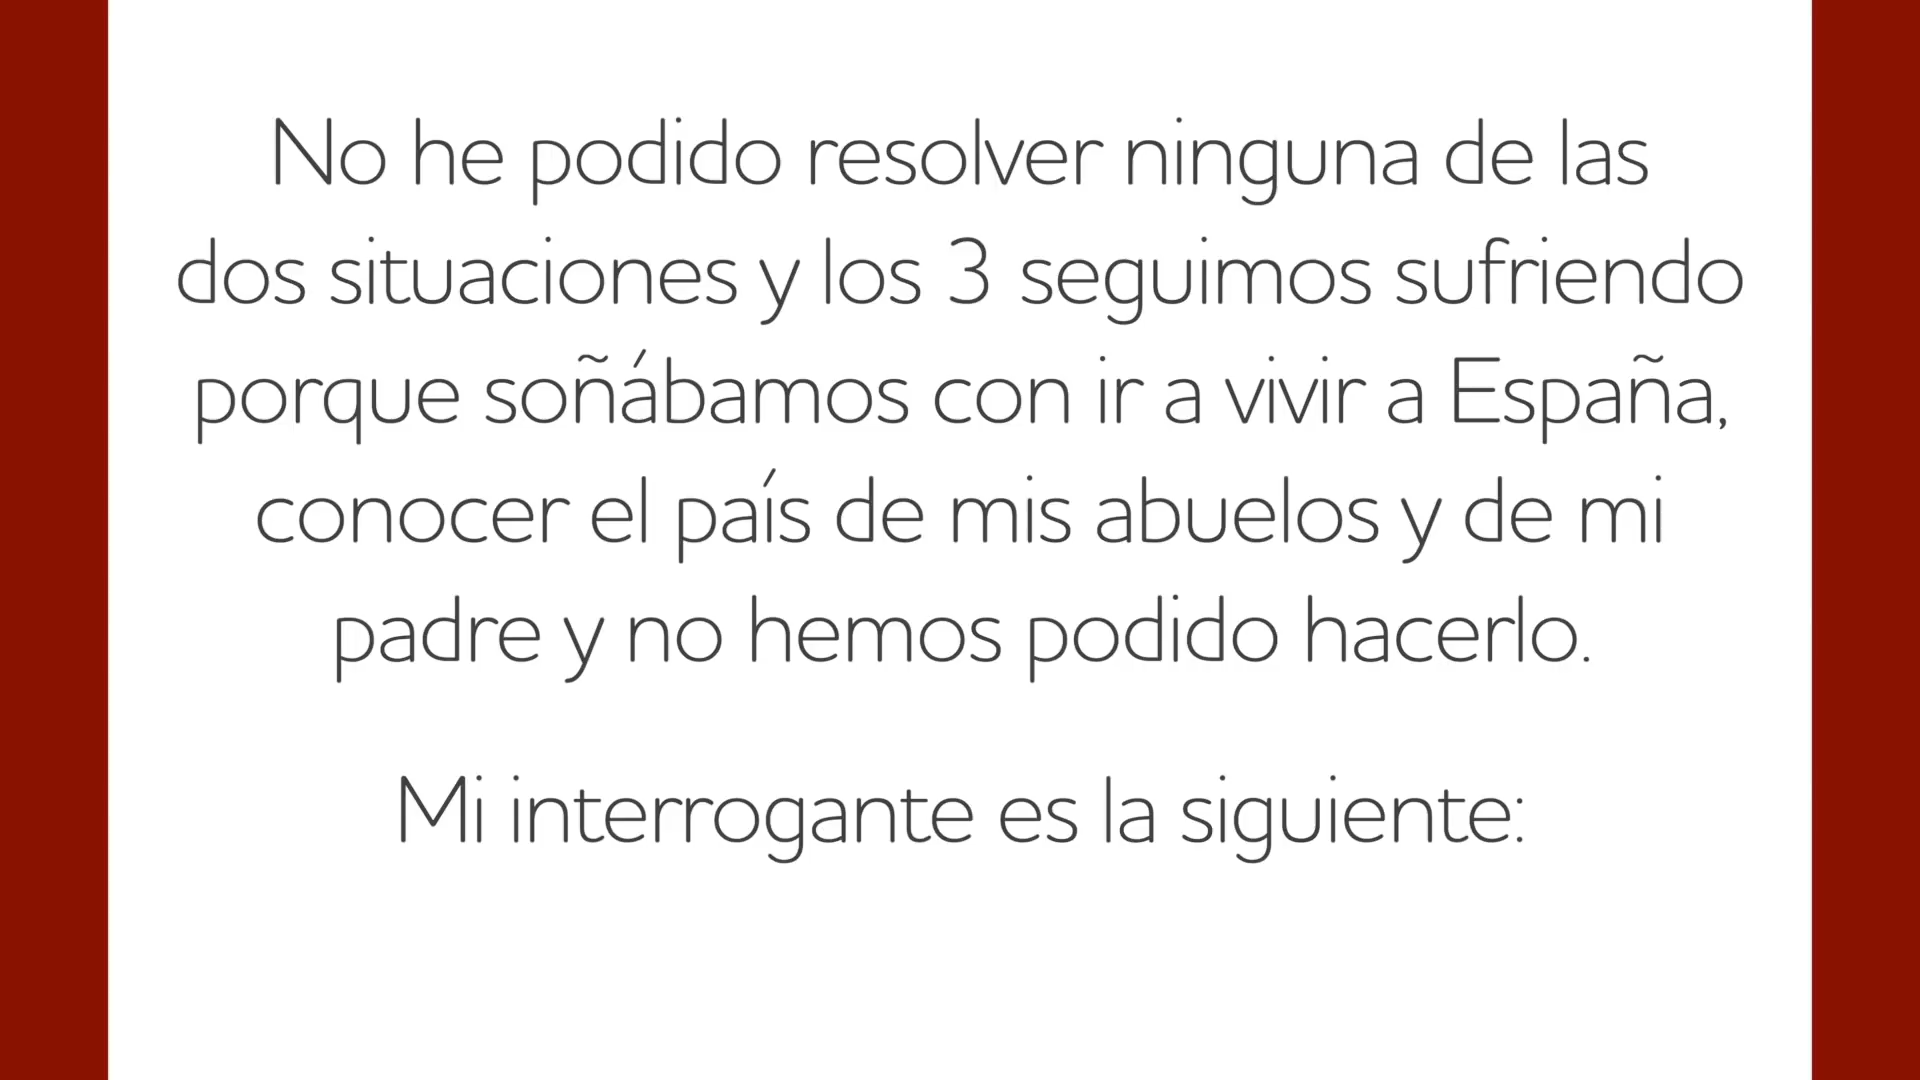 No he podido resolver ninguna de las
dos situaciones y los 3 seguimos sufriendo
porque soñábamos con ir a vivir a España,
conocer el país de mis abuelos y de mi
padre y no hemos podido hacerlo.
Mi interrogante es la siguiente: